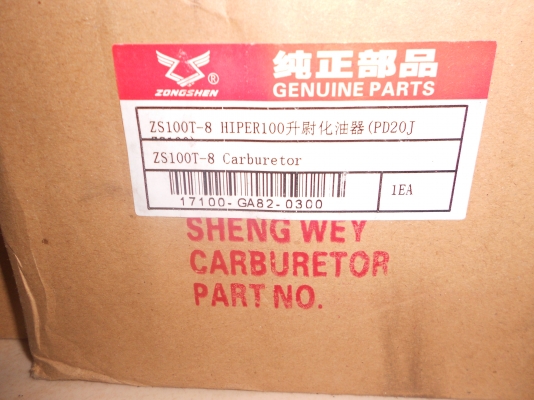 纯正部品
ZONGSHEN ® GENUINE PARTS
ZS100T-8 HIPER100升尉化油器(PD20J
ZS100T-8 Carburetor
17100-GA82-0300 1EA
SHENG WEY
CARBURETOR
PART NO.